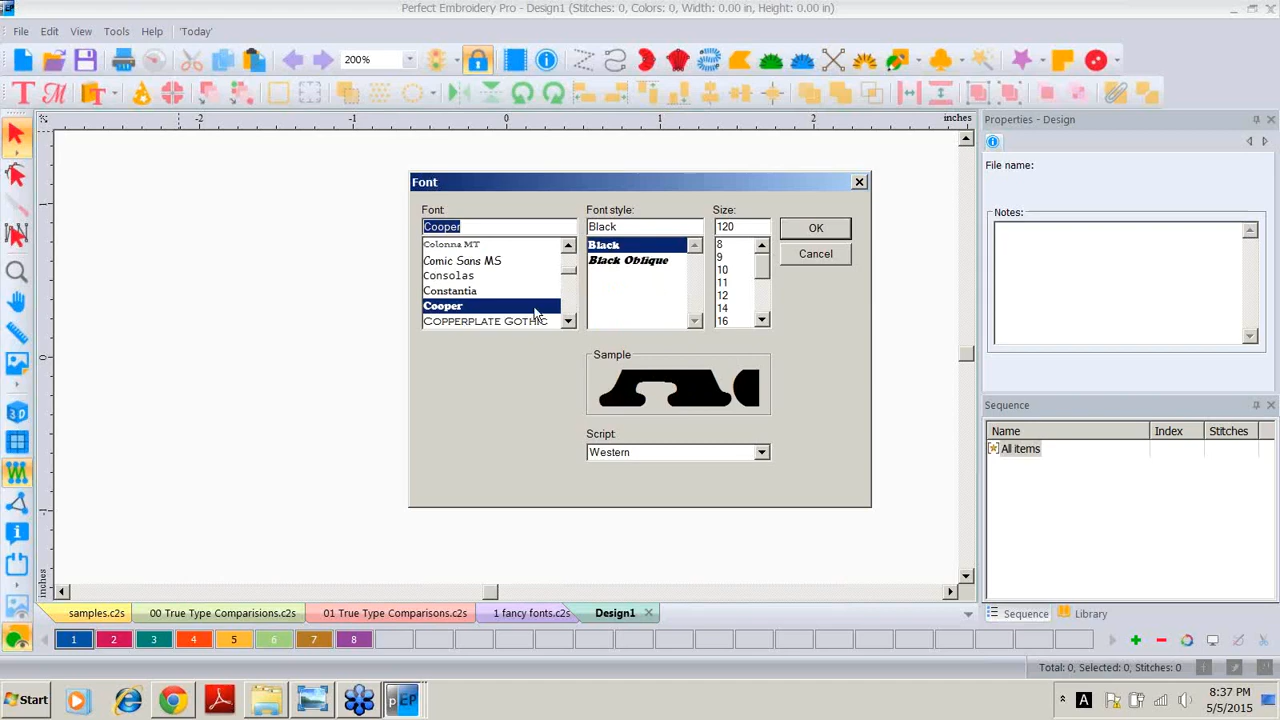 Perfect Embroidery Pro - Design1 (Stitches: 0, Colors: 0, Width: 0.00 in, Height: 0.00 in)
File Edit View Tools Help 'Today'
200%
-2 -1 0 1 2 inches
Properties - Design
File name:
Notes:
Font
Font: Font style: Size:
Cooper Black 120 OK
Colonna MT Black 8
Comic Sans MS Black Oblique 9 Cancel
Consolas 10
Constantia 11
Cooper 12
Copperplate Gothic 14
16
Sample
Script:
Western
Sequence
Name Index Stitches
All items
inches
samples.c2s 00 True Type Comparisions.c2s 01 True Type Comparisions.c2s 1 fancy fonts.c2s Design1 Sequence Library
1 2 3 4 5 6 7 8
Total: 0, Selected: 0, Stitches: 0
Start pEP A 8:37 PM
5/5/2015